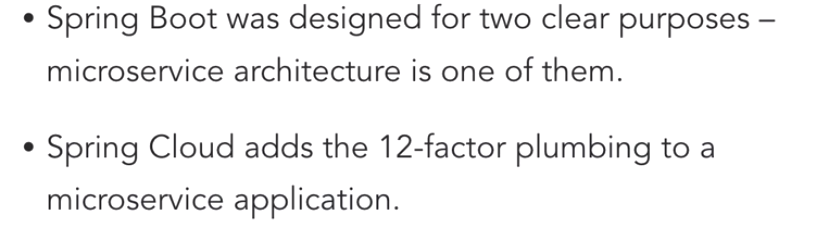 • Spring Boot was designed for two clear purposes –
microservice architecture is one of them.
• Spring Cloud adds the 12-factor plumbing to a
microservice application.